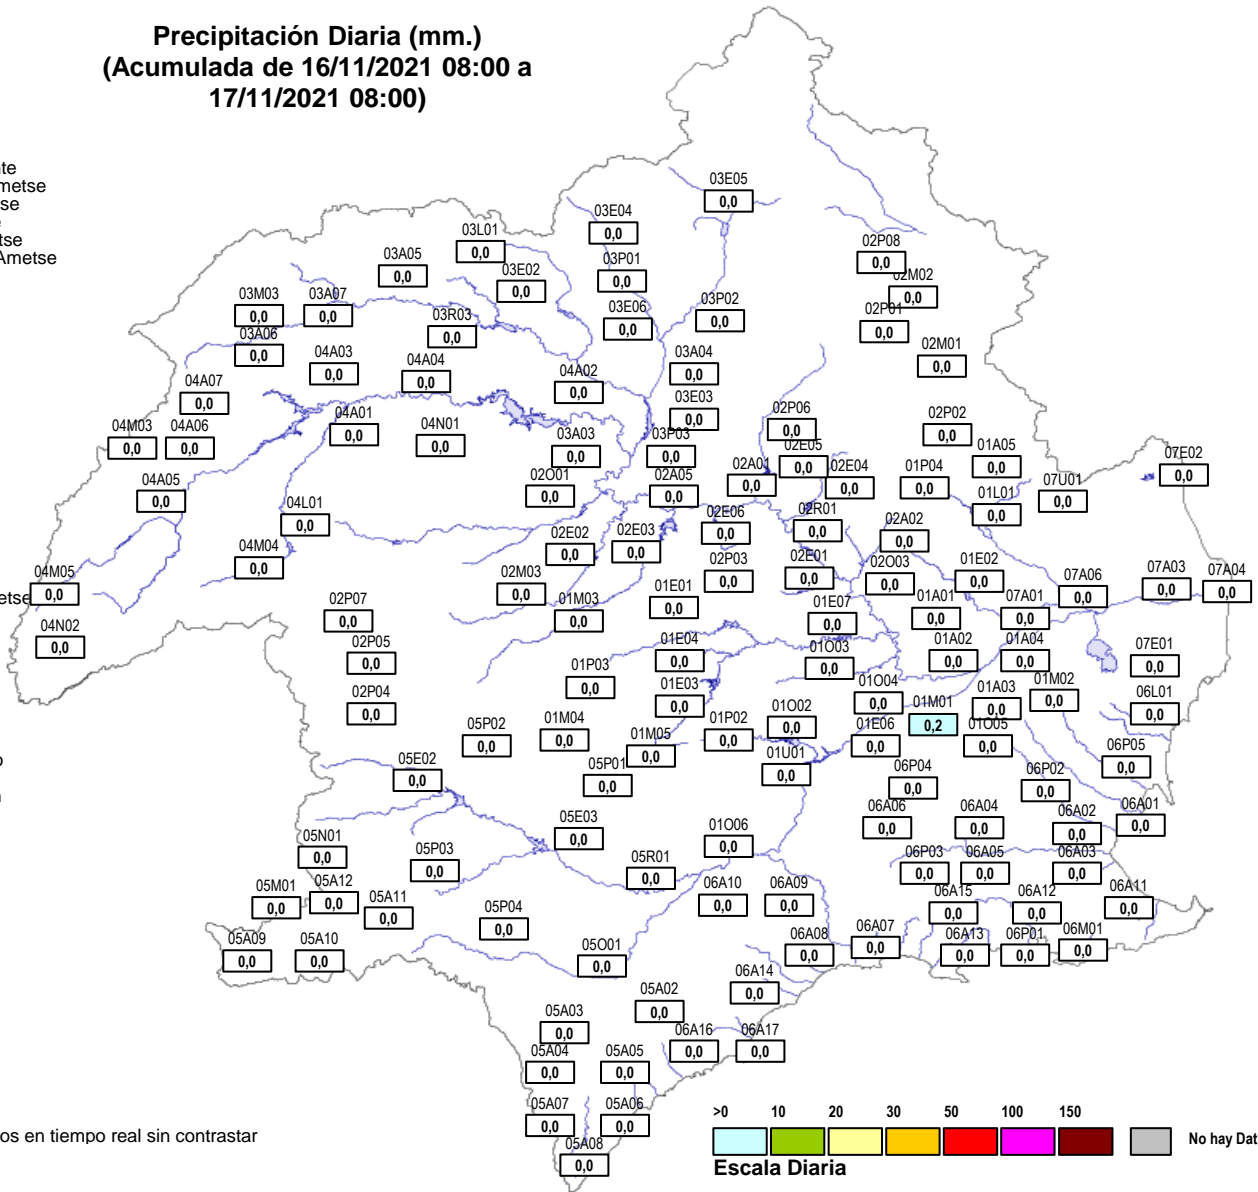 Precipitación Diaria (mm.)
(Acumulada de 16/11/2021 08:00 a
17/11/2021 08:00)
03E05
0,0
03E04
0,0
03L01
0,0
03P01
0,0
03A05
0,0
03E02
0,0
02P08
0,0
02M02
0,0
03M03
0,0
03A07
0,0
03R03
0,0
03E06
0,0
03P02
0,0
02P01
0,0
03A06
0,0
04A03
0,0
04A04
0,0
04A02
0,0
03A04
0,0
02M01
0,0
04A07
0,0
03E03
0,0
04M03
0,0
04A06
0,0
04A01
0,0
04N01
0,0
03A03
0,0
03P03
0,0
02P06
0,0
02E05
0,0
02P02
0,0
01A05
0,0
07E02
0,0
04A05
0,0
02O01
0,0
02A05
0,0
02A01
0,0
02E04
0,0
01P04
0,0
01L01
0,0
07U01
0,0
04L01
0,0
02E02
0,0
02E03
0,0
02E06
0,0
02R01
0,0
02A02
0,0
04M04
0,0
04M05
0,0
02M03
0,0
01M03
0,0
01E01
0,0
02P03
0,0
02E01
0,0
02O03
0,0
01E02
0,0
07A06
0,0
07A03
0,0
07A04
0,0
04N02
0,0
02P07
0,0
01E07
0,0
01A01
0,0
07A01
0,0
02P05
0,0
01P03
0,0
01E04
0,0
01O03
0,0
01A02
0,0
01A04
0,0
07E01
0,0
02P04
0,0
01E03
0,0
01O04
0,0
01M01
0,2
01A03
0,0
01M02
0,0
06L01
0,0
05P02
0,0
01M04
0,0
01M05
0,0
01P02
0,0
01O02
0,0
01E06
0,0
01O05
0,0
05E02
0,0
05P01
0,0
01U01
0,0
06P04
0,0
06P02
0,0
06P05
0,0
05N01
0,0
05P03
0,0
05E03
0,0
01O06
0,0
06A06
0,0
06A04
0,0
06A02
0,0
06A01
0,0
05M01
0,0
05A12
0,0
05A11
0,0
05R01
0,0
06P03
0,0
06A05
0,0
06A03
0,0
05P04
0,0
06A10
0,0
06A09
0,0
06A15
0,0
06A12
0,0
06A11
0,0
05A09
0,0
05A10
0,0
05O01
0,0
06A08
0,0
06A07
0,0
06A13
0,0
06P01
0,0
06M01
0,0
05A02
0,0
06A14
0,0
05A03
0,0
06A16
0,0
06A17
0,0
05A04
0,0
05A05
0,0
05A07
0,0
05A06
0,0
05A08
0,0
nte
metse
tse
tse
Ametse
etse
o
os en tiempo real sin contrastar
>0 10 20 30 50 100 150
No hay Dat
Escala Diaria